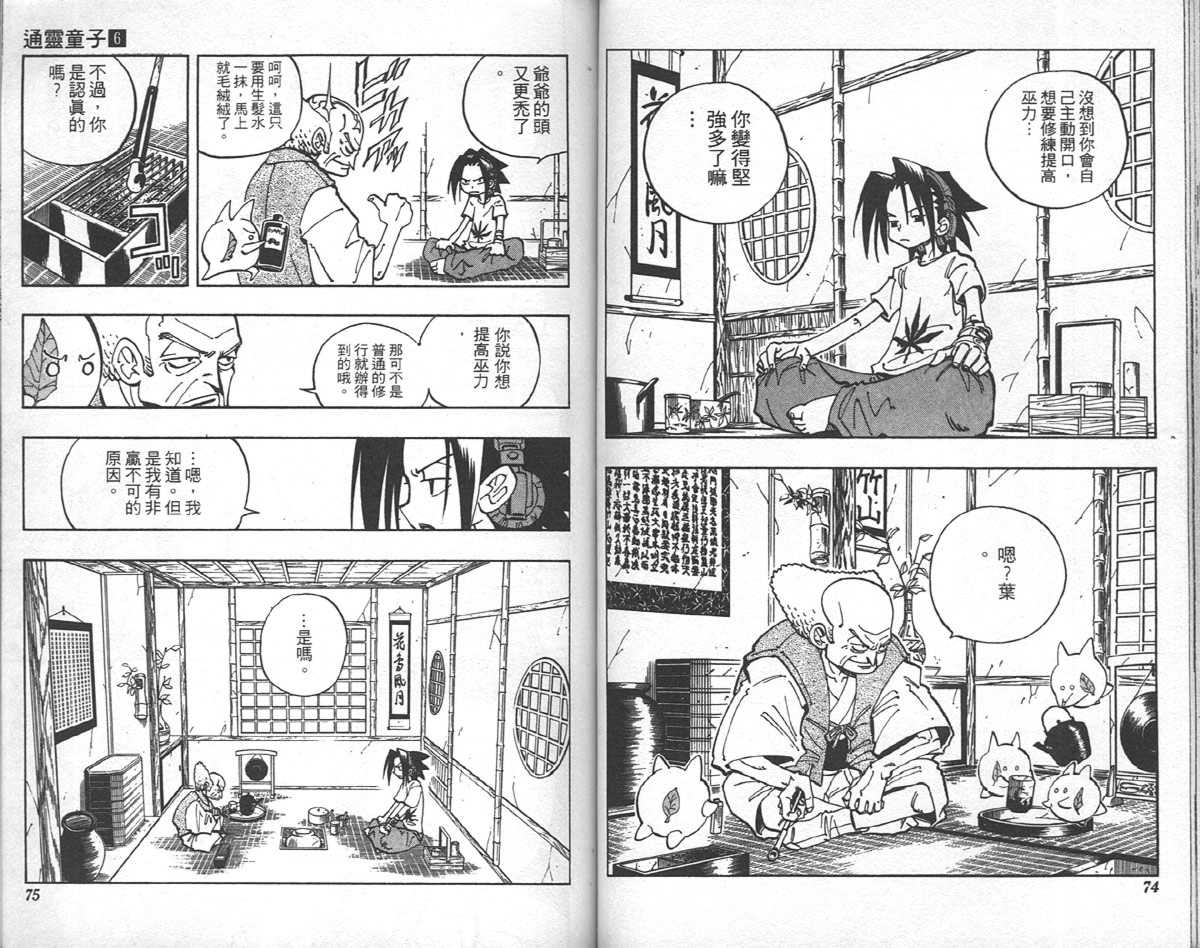 沒想到你會自
己主動開口，
想要修練提高
巫力…
你變得堅
強多了嘛
…
花香風月
竹山
嗯？葉
。
74
通靈童子6
爺爺的頭
又更禿了
。
呵呵，這只
要用生髮水
一抹，馬上
就毛絨絨了。
不過，你
是認真的
嗎？
你說你想
提高巫力
，
那可不是
普通的修
行就辦得
到的哦。
…嗯，我
知道。但
是我有非
贏不可的
原因。
…是嗎。
花香風月
75